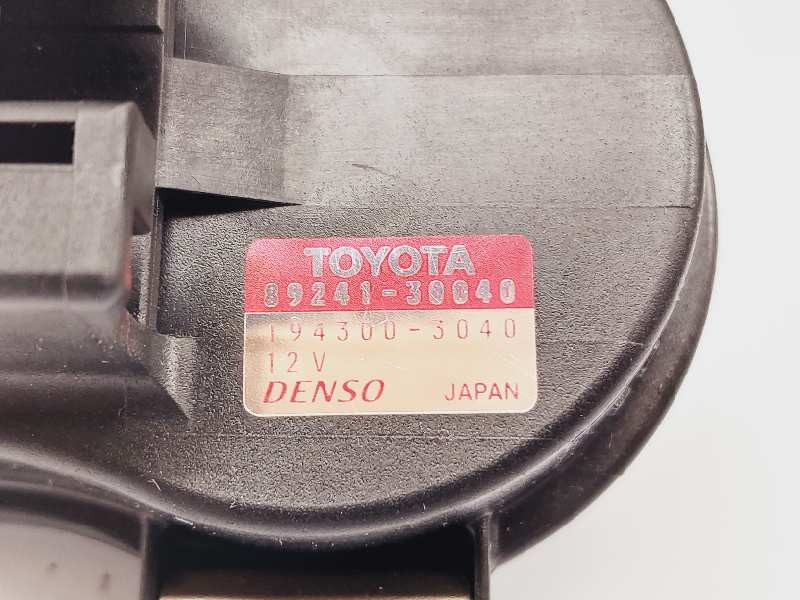 TOYOTA
89241-30040
194300-3040
12V
DENSO JAPAN